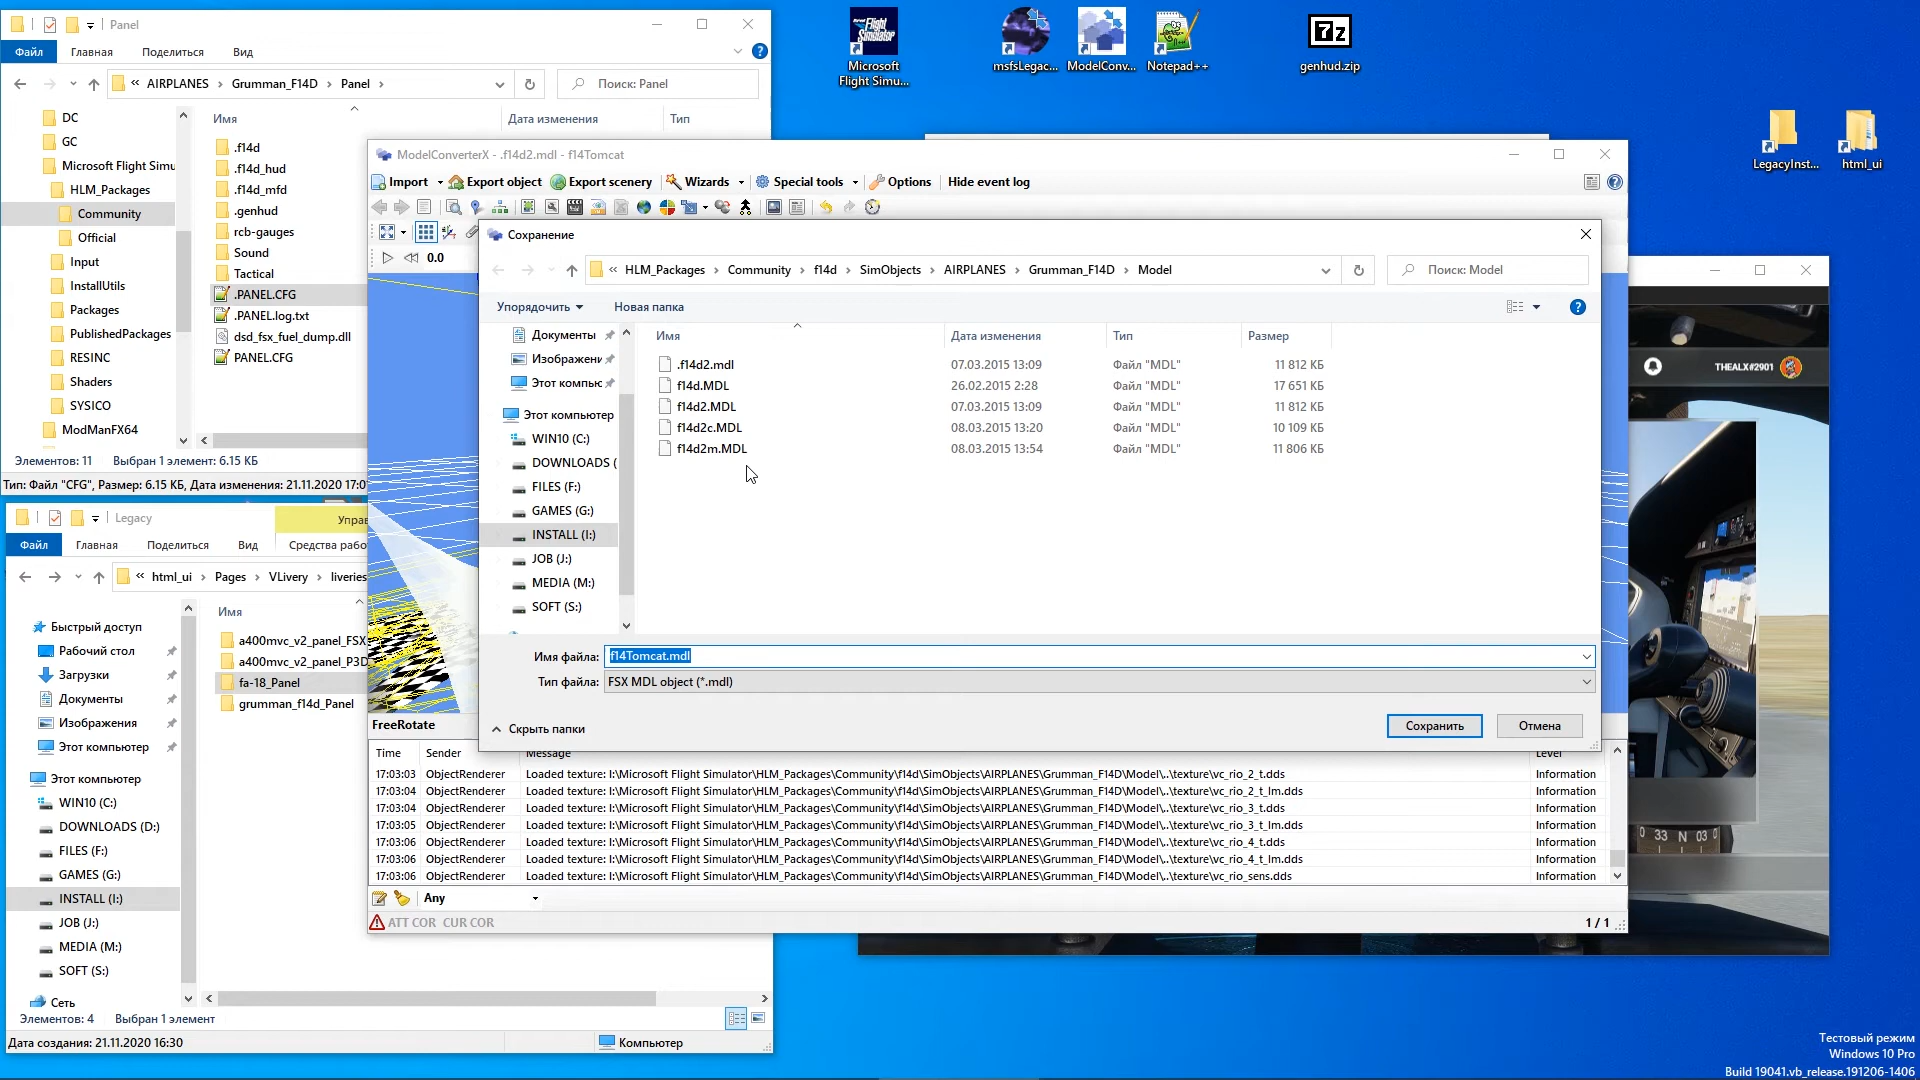 Panel
Файл
Главная
Поделиться
Вид
« AIRPLANES › Grumman_F14D › Panel ›
Поиск: Panel
DC
GC
Microsoft Flight Simu
HLM_Packages
Community
Official
Input
InstallUtils
Packages
PublishedPackages
RESINC
Shaders
SYSICO
ModManFX64
Имя
Дата изменения
Тип
.f14d
.f14d_hud
.f14d_mfd
.genhud
rcb-gauges
Sound
Tactical
.PANEL.CFG
.PANEL.log.txt
dsd_fsx_fuel_dump.dll
PANEL.CFG
Элементов: 11
Выбран 1 элемент: 6.15 КБ
Тип: Файл "CFG", Размер: 6.15 КБ, Дата изменения: 21.11.2020 17:0
Microsoft
Flight Simu...
msfsLegac...
ModelConv...
Notepad++
7z
genhud.zip
LegacyInst...
html_ui
Legacy
Управ
Файл
Главная
Поделиться
Вид
Средства рабо
« html_ui › Pages › VLivery › liveries
Быстрый доступ
Рабочий стол
Загрузки
Документы
Изображения
Этот компьютер
Этот компьютер
WIN10 (C:)
DOWNLOADS (D:)
FILES (F:)
GAMES (G:)
INSTALL (I:)
JOB (J:)
MEDIA (M:)
SOFT (S:)
Сеть
Имя
a400mvc_v2_panel_FSX
a400mvc_v2_panel_P3D
fa-18_Panel
grumman_f14d_Panel
Элементов: 4
Выбран 1 элемент
Дата создания: 21.11.2020 16:30
Компьютер
ModelConverterX - .f14d2.mdl - f14Tomcat
Import
Export object
Export scenery
Wizards
Special tools
Options
Hide event log
0.0
FreeRotate
Сохранение
« HLM_Packages › Community › f14d › SimObjects › AIRPLANES › Grumman_F14D › Model
Поиск: Model
Упорядочить
Новая папка
Документы
Изображени
Этот компьк
Этот компьютер
WIN10 (C:)
DOWNLOADS (
FILES (F:)
GAMES (G:)
INSTALL (I:)
JOB (J:)
MEDIA (M:)
SOFT (S:)
Имя
Дата изменения
Тип
Размер
.f14d2.mdl 07.03.2015 13:09 Файл "MDL" 11 812 КБ
f14d.MDL 26.02.2015 2:28 Файл "MDL" 17 651 КБ
f14d2.MDL 07.03.2015 13:09 Файл "MDL" 11 812 КБ
f14d2c.MDL 08.03.2015 13:20 Файл "MDL" 10 109 КБ
f14d2m.MDL 08.03.2015 13:54 Файл "MDL" 11 806 КБ
Имя файла: f14Tomcat.mdl
Тип файла: FSX MDL object (*.mdl)
Скрыть папки
Сохранить
Отмена
Time Sender Message Level
17:03:03 ObjectRenderer Loaded texture: I:\Microsoft Flight Simulator\HLM_Packages\Community\f14d\SimObjects\AIRPLANES\Grumman_F14D\Model\..\texture\vc_rio_2_t.dds Information
17:03:04 ObjectRenderer Loaded texture: I:\Microsoft Flight Simulator\HLM_Packages\Community\f14d\SimObjects\AIRPLANES\Grumman_F14D\Model\..\texture\vc_rio_2_t_lm.dds Information
17:03:04 ObjectRenderer Loaded texture: I:\Microsoft Flight Simulator\HLM_Packages\Community\f14d\SimObjects\AIRPLANES\Grumman_F14D\Model\..\texture\vc_rio_3_t.dds Information
17:03:05 ObjectRenderer Loaded texture: I:\Microsoft Flight Simulator\HLM_Packages\Community\f14d\SimObjects\AIRPLANES\Grumman_F14D\Model\..\texture\vc_rio_3_t_lm.dds Information
17:03:06 ObjectRenderer Loaded texture: I:\Microsoft Flight Simulator\HLM_Packages\Community\f14d\SimObjects\AIRPLANES\Grumman_F14D\Model\..\texture\vc_rio_4_t.dds Information
17:03:06 ObjectRenderer Loaded texture: I:\Microsoft Flight Simulator\HLM_Packages\Community\f14d\SimObjects\AIRPLANES\Grumman_F14D\Model\..\texture\vc_rio_4_t_lm.dds Information
17:03:06 ObjectRenderer Loaded texture: I:\Microsoft Flight Simulator\HLM_Packages\Community\f14d\SimObjects\AIRPLANES\Grumman_F14D\Model\..\texture\vc_rio_sens.dds Information
Any
ATT COR CUR COR
1 / 1
THEALX#2901
0 33 N 03 0
Тестовый режим
Windows 10 Pro
Build 19041.vb_release.191206-1406